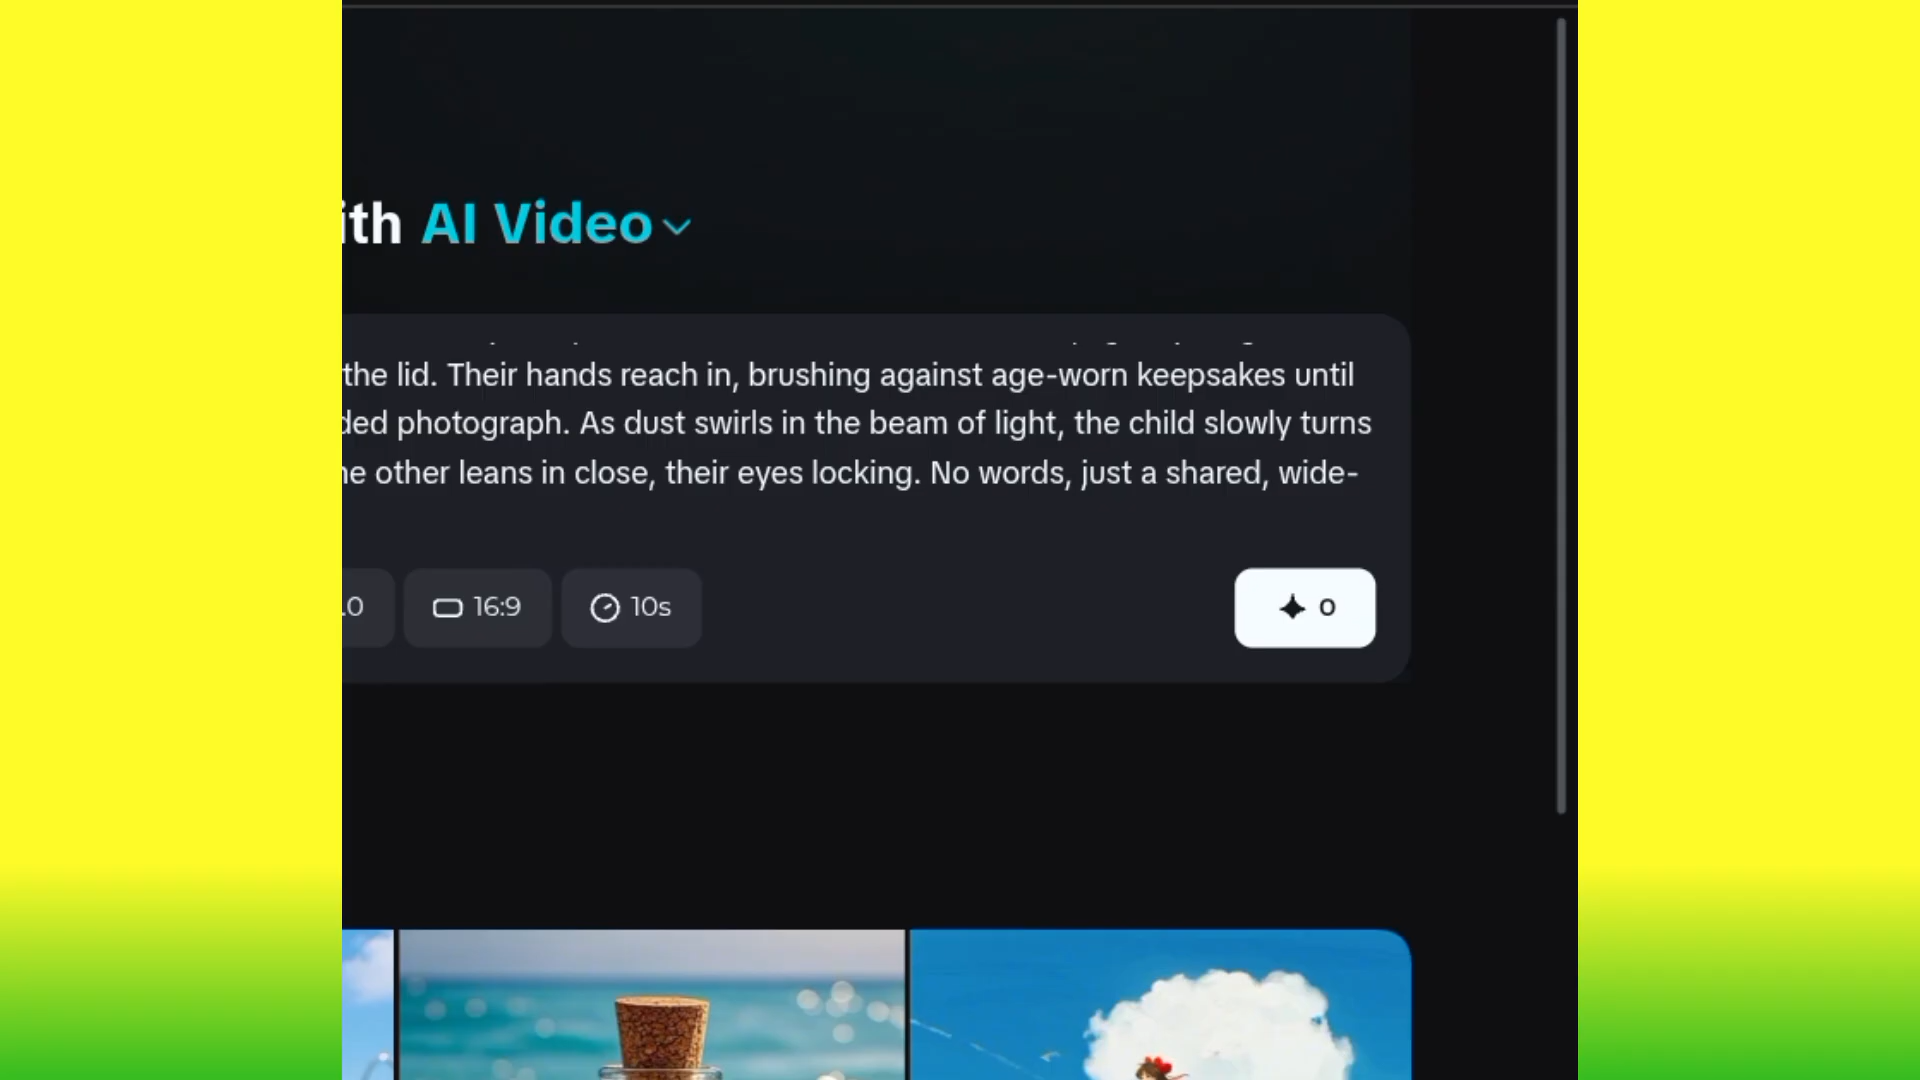 AI Video
the lid. Their hands reach in, brushing against age-worn keepsakes until
photograph. As dust swirls in the beam of light, the child slowly turns
other leans in close, their eyes locking. No words, just a shared, wide-
16:9
10s
0